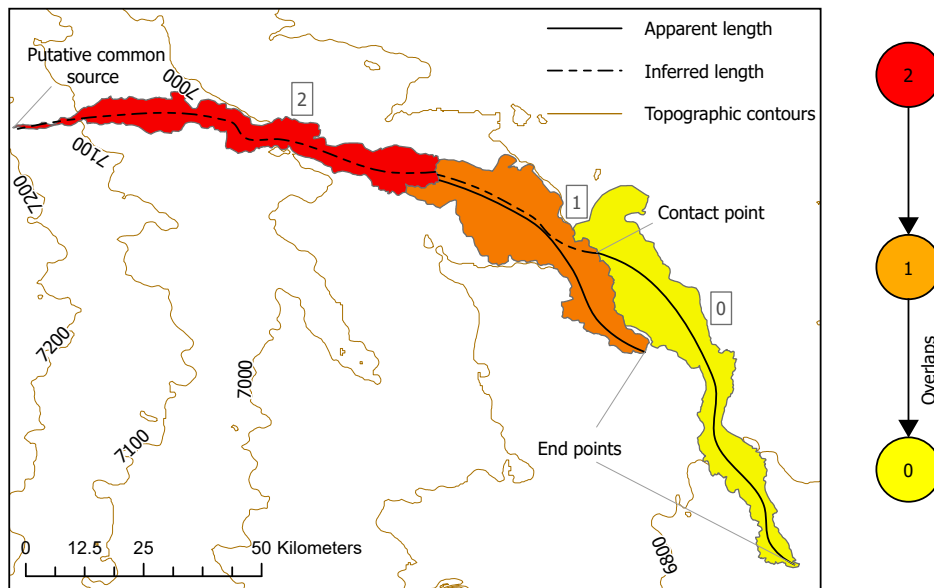 Putative common
source
7000
2
Apparent length
Inferred length
Topographic contours
2
7100
7200
1
Contact point
1
0
7200
7000
7100
Overlaps
End points
0
6800
0 12.5 25 50 Kilometers